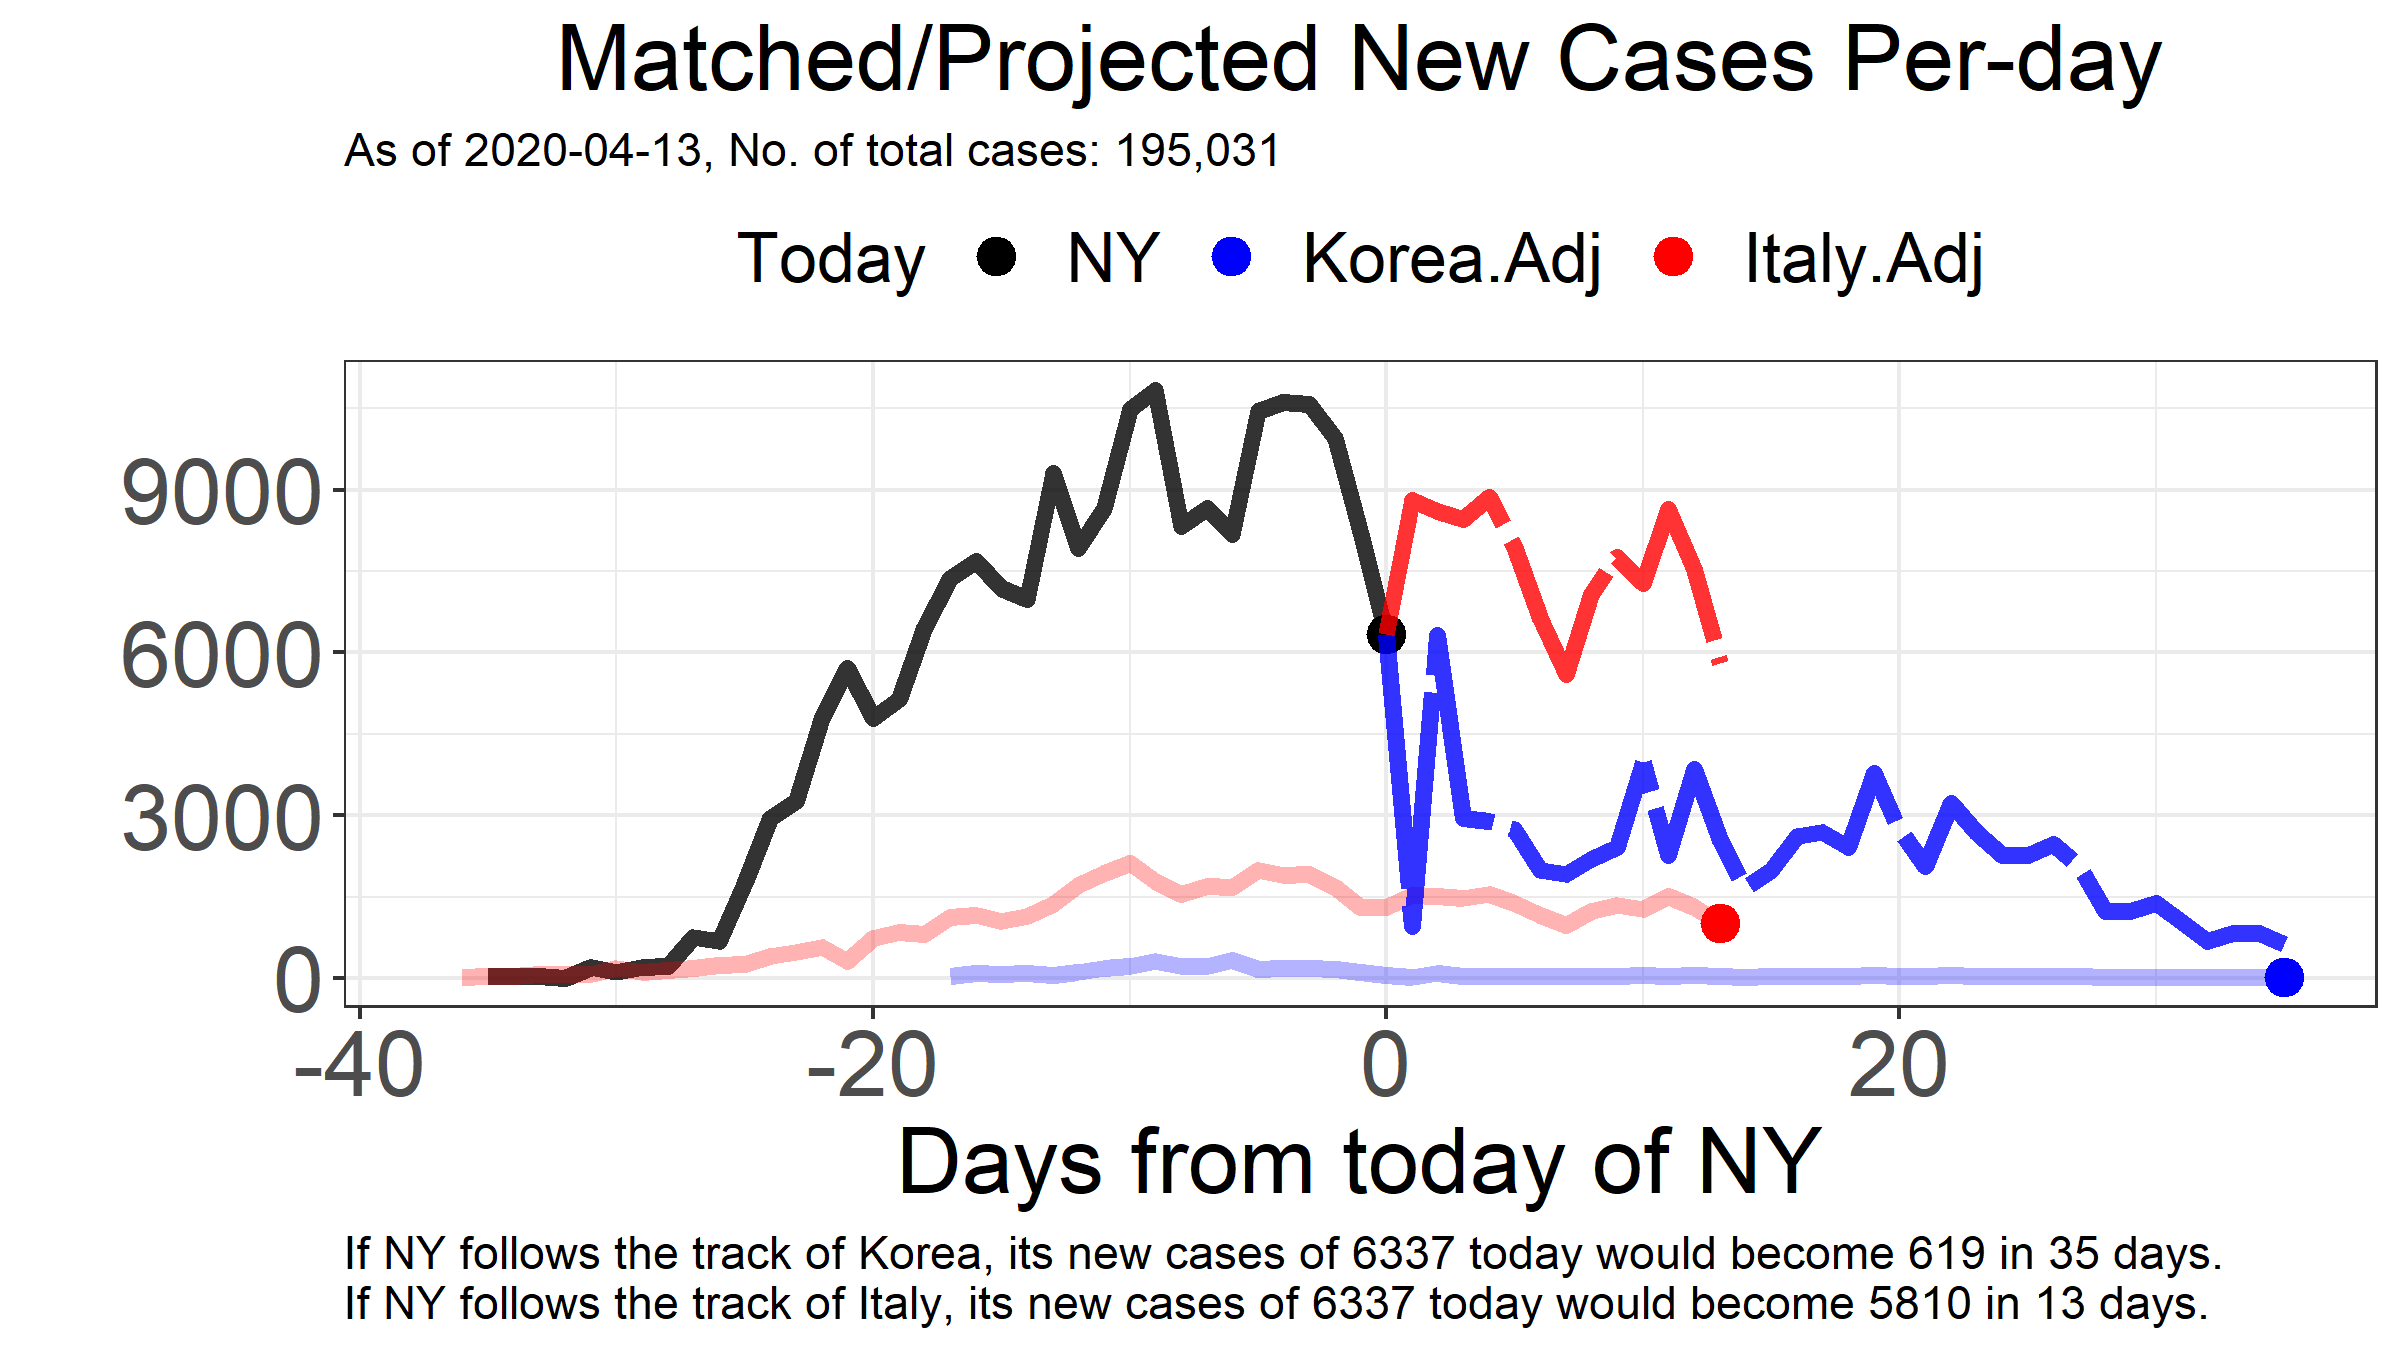 Matched/Projected New Cases Per-day
As of 2020-04-13, No. of total cases: 195,031
Today NY Korea.Adj Italy.Adj
9000
6000
3000
0
-40 -20 0 20
Days from today of NY
If NY follows the track of Korea, its new cases of 6337 today would become 619 in 35 days.
If NY follows the track of Italy, its new cases of 6337 today would become 5810 in 13 days.